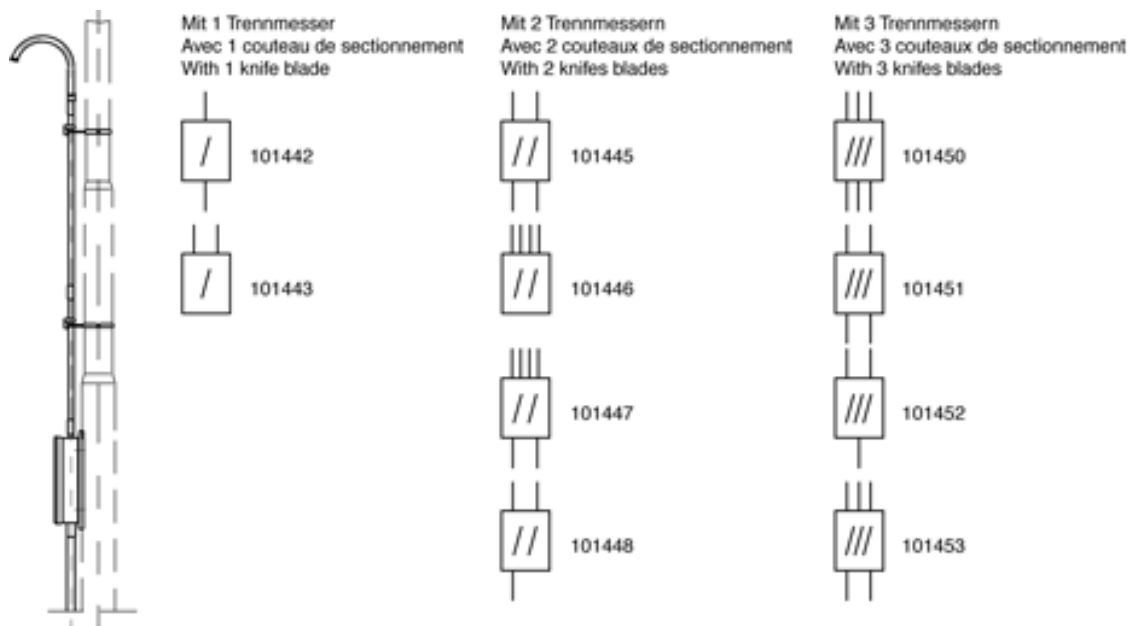 Mit 1 Trennmesser
Avec 1 couteau de sectionnement
With 1 knife blade
101442
101443
Mit 2 Trennmessern
Avec 2 couteaux de sectionnement
With 2 knifes blades
101445
101446
101447
101448
Mit 3 Trennmessern
Avec 3 couteaux de sectionnement
With 3 knifes blades
101450
101451
101452
101453